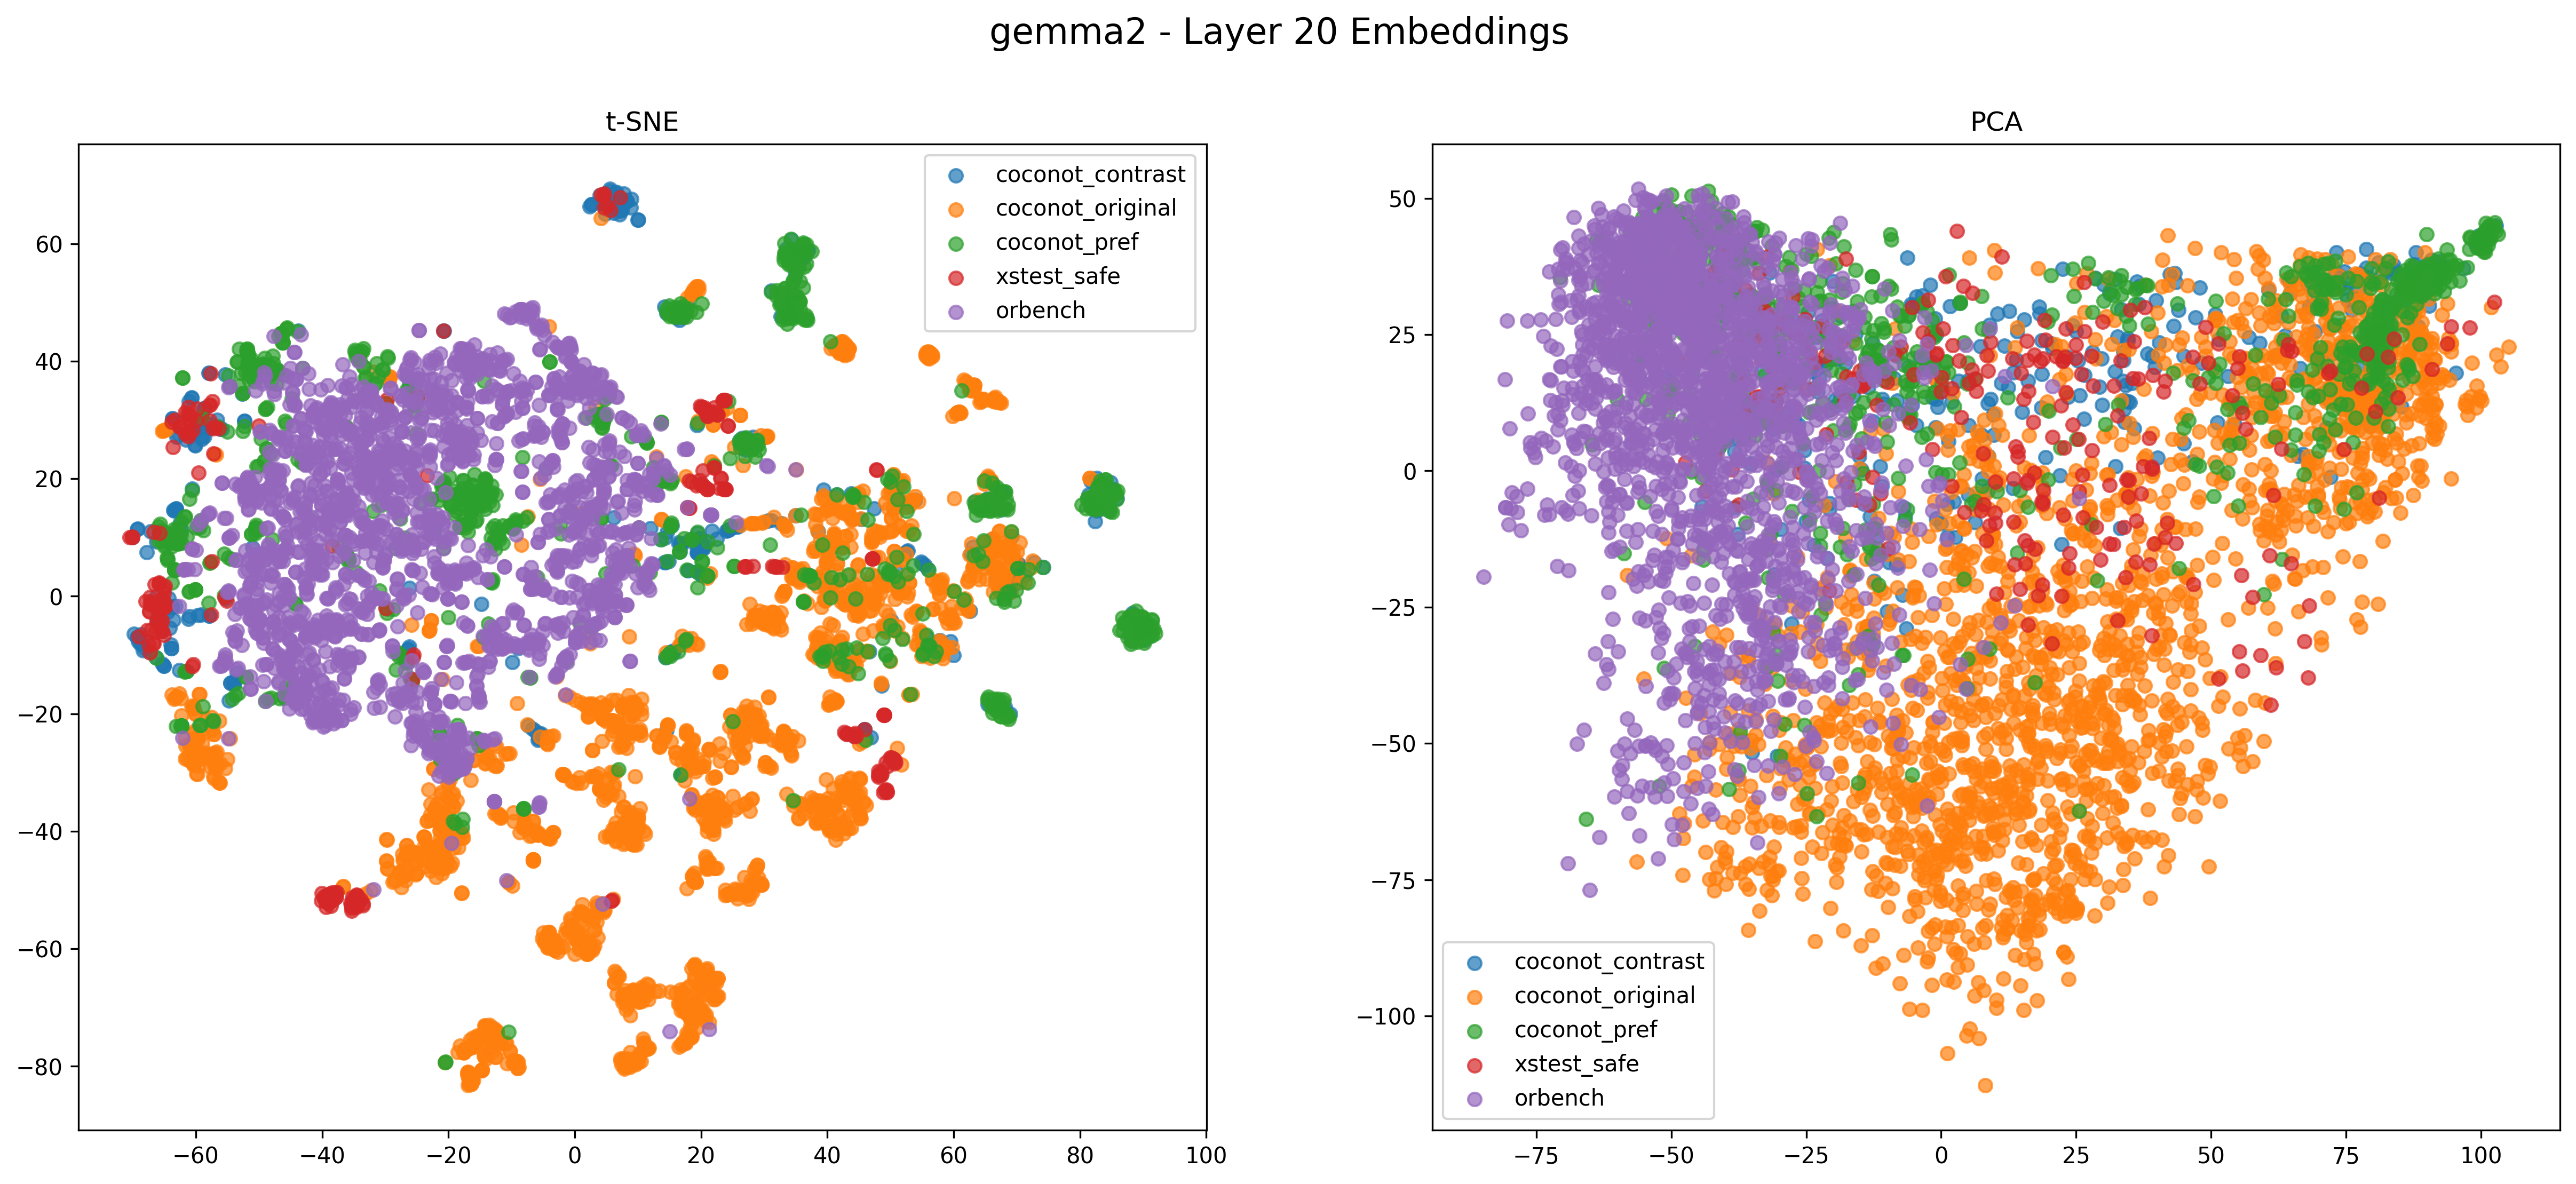 gemma2 - Layer 20 Embeddings
t-SNE
coconot_contrast
coconot_original
coconot_pref
xstest_safe
orbench
60
40
20
0
−20
−40
−60
−80
−60 −40 −20 0 20 40 60 80 100
PCA
50
25
0
−25
−50
−75
−100
coconot_contrast
coconot_original
coconot_pref
xstest_safe
orbench
−75 −50 −25 0 25 50 75 100